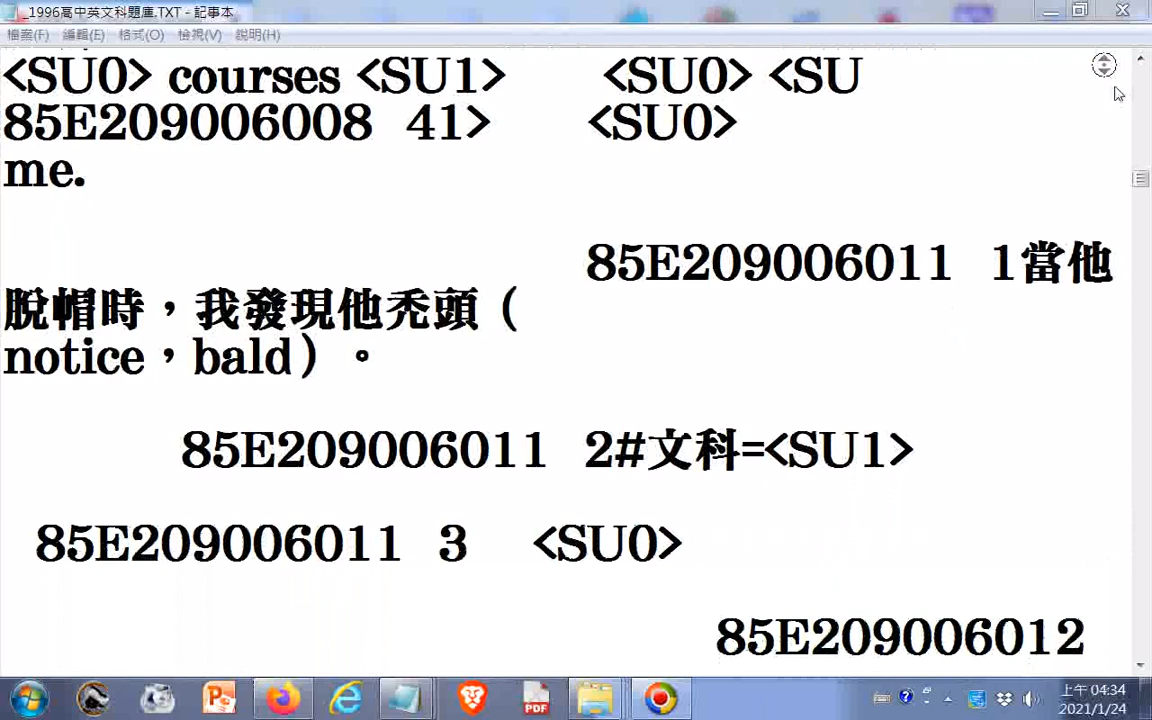 _1996高中英文科題庫.TXT - 記事本
檔案(F) 編輯(E) 格式(O) 檢視(V) 說明(H)
<SU0> courses <SU1> <SU0> <SU
85E209006008 41> <SU0>
me.
85E209006011 1當他
脫帽時，我發現他禿頭（
notice，bald）。
85E209006011 2#文科=<SU1>
85E209006011 3 <SU0>
85E209006012
PDF
上午 04:34
2021/1/24